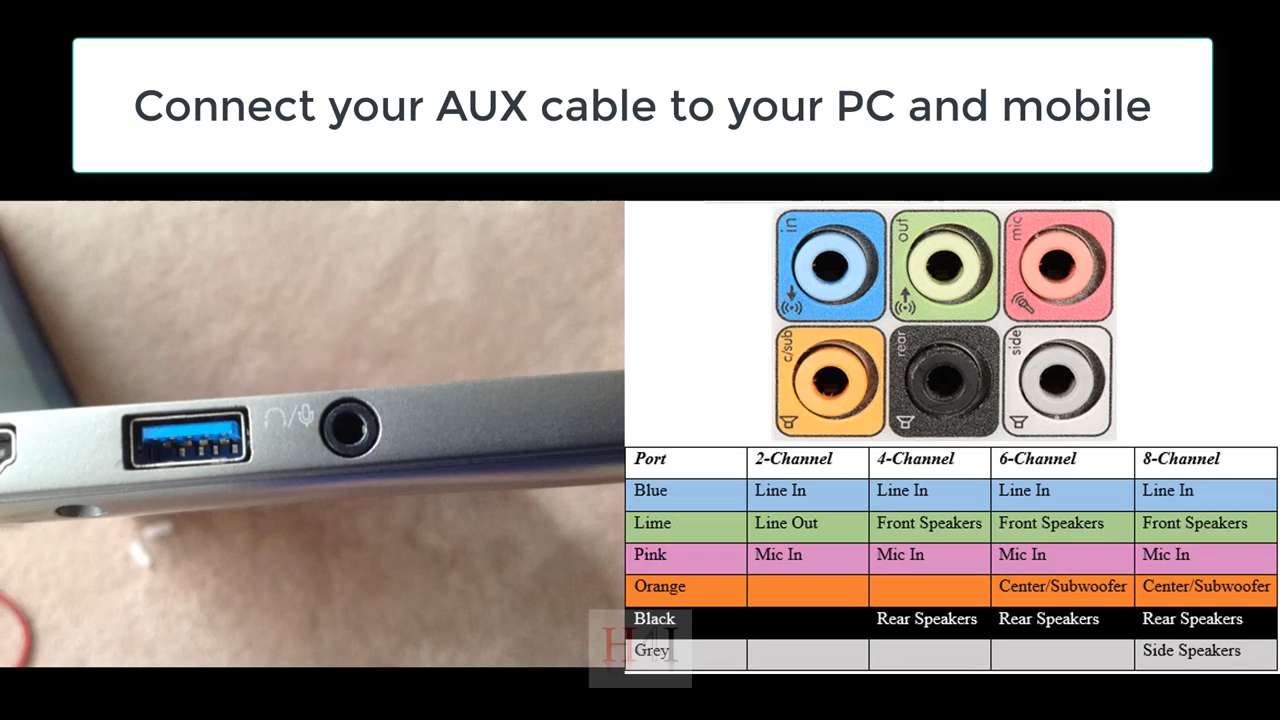 Connect your AUX cable to your PC and mobile
in
out
mic
c/sub
rear
side
Port 2-Channel 4-Channel 6-Channel 8-Channel
Blue Line In Line In Line In Line In
Lime Line Out Front Speakers Front Speakers Front Speakers
Pink Mic In Mic In Mic In Mic In
Orange Center/Subwoofer Center/Subwoofer
Black Rear Speakers Rear Speakers Rear Speakers
Grey Side Speakers
H4I